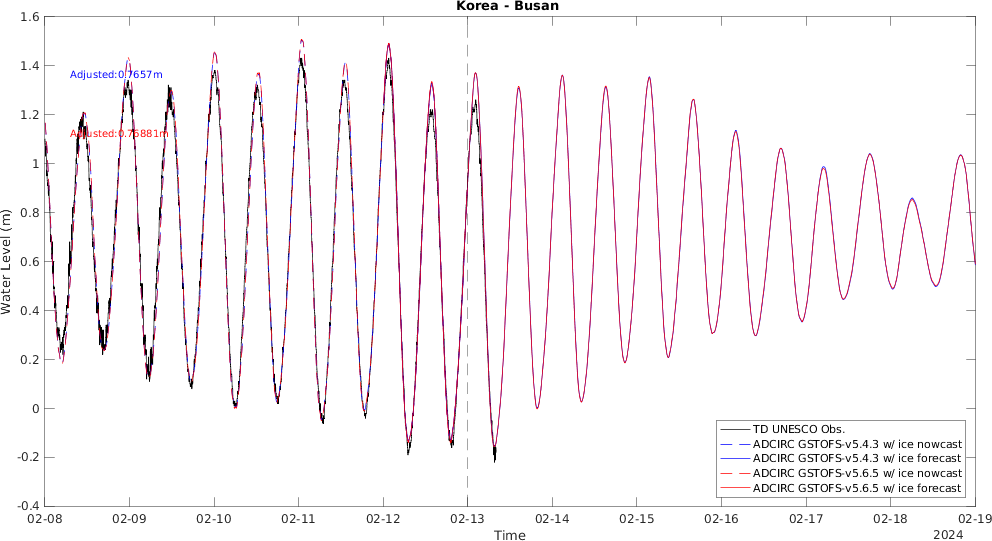 Korea - Busan
1.6
1.4
1.2
1
0.8
0.6
0.4
0.2
0
-0.2
-0.4
Water Level (m)
Adjusted:0.7657m
Adjusted:0.76881m
TD UNESCO Obs.
ADCIRC GSTOFS-v5.4.3 w/ ice nowcast
ADCIRC GSTOFS-v5.4.3 w/ ice forecast
ADCIRC GSTOFS-v5.6.5 w/ ice nowcast
ADCIRC GSTOFS-v5.6.5 w/ ice forecast
02-08 02-09 02-10 02-11 02-12 02-13 02-14 02-15 02-16 02-17 02-18 02-19
Time
2024